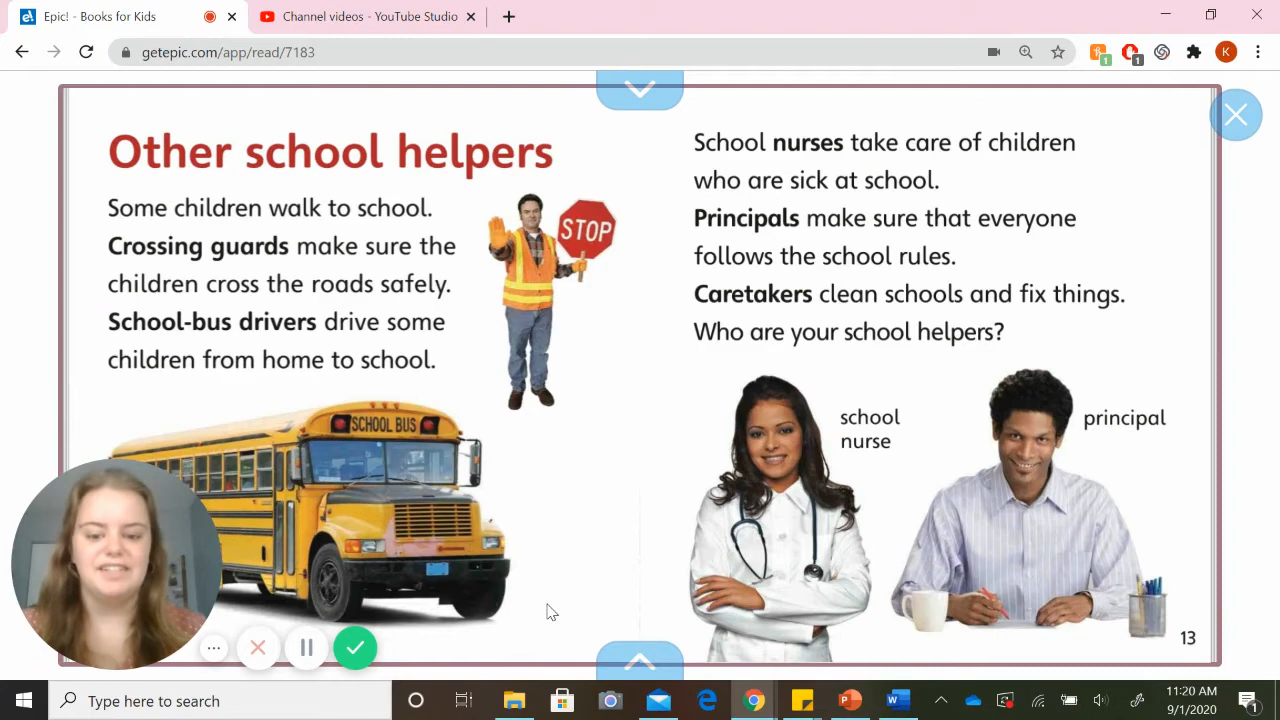 Epic! - Books for Kids
Channel videos - YouTube Studio
getepic.com/app/read/7183
1
1
K
Other school helpers
Some children walk to school.
Crossing guards make sure the
children cross the roads safely.
School-bus drivers drive some
children from home to school.
STOP
SCHOOL BUS
School nurses take care of children
who are sick at school.
Principals make sure that everyone
follows the school rules.
Caretakers clean schools and fix things.
Who are your school helpers?
school
nurse
principal
13
Type here to search
11:20 AM
9/1/2020
1